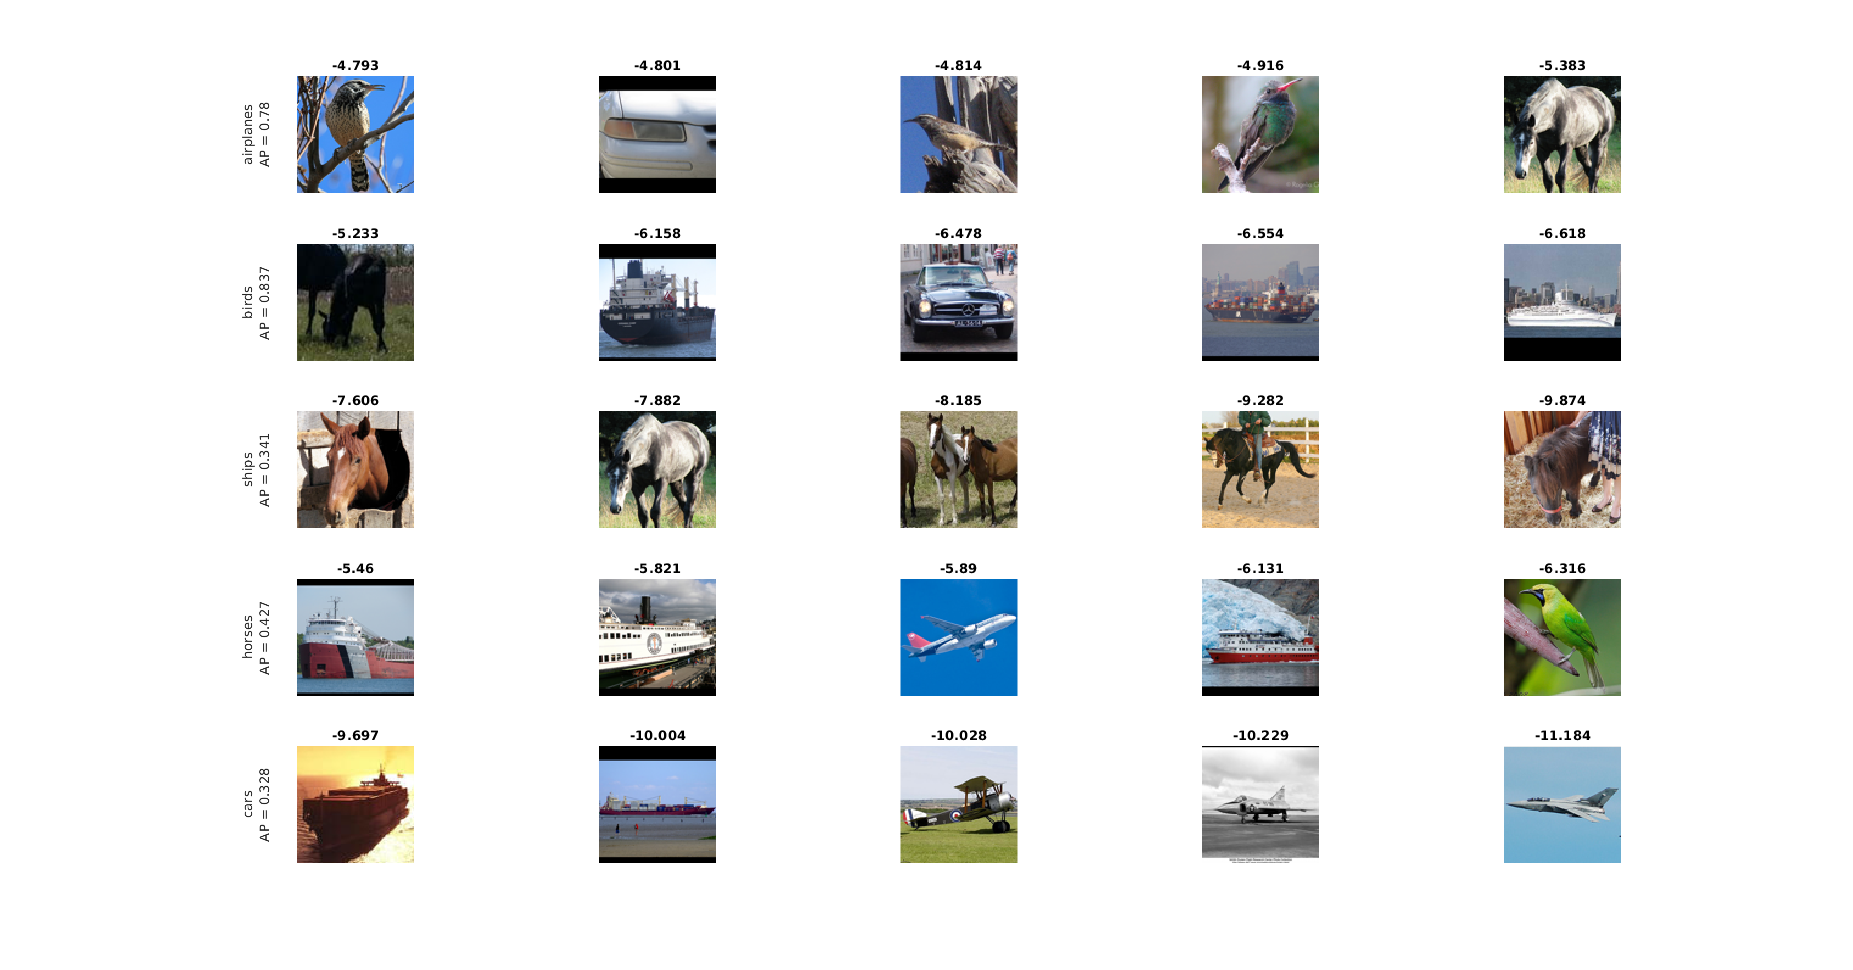 -4.793 -4.801 -4.814 -4.916 -5.383
airplanes
AP = 0.78
-5.233 -6.158 -6.478 -6.554 -6.618
birds
AP = 0.837
-7.606 -7.882 -8.185 -9.282 -9.874
ships
AP = 0.341
-5.46 -5.821 -5.89 -6.131 -6.316
horses
AP = 0.427
-9.697 -10.004 -10.028 -10.229 -11.184
cars
AP = 0.328